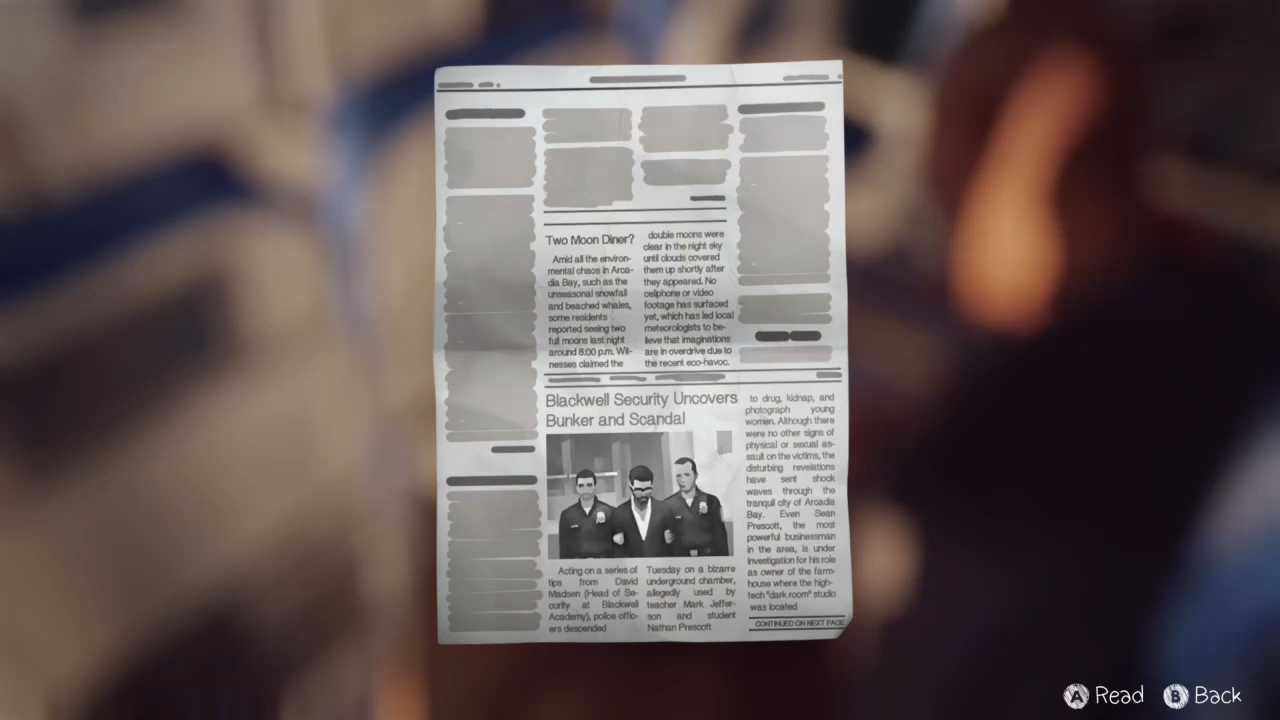 Two Moon Diner?
Amid all the environ-
mental chaos in Arca-
dia Bay, such as the
unseasonal snowfall
and beached whales,
some residents
reported seeing two
full moons last night
around 8:00 p.m. Wit-
nesses claimed the
double moons were
clear in the night sky
until clouds covered
them up shortly after
they appeared. No
cellphone or video
footage has surfaced
yet, which has led local
meteorologists to be-
lieve that imaginations
are in overdrive due to
the recent eco-havoc.
Blackwell Security Uncovers
Bunker and Scandal
Acting on a series of
tips from David
Madsen (Head of Se-
curity at Blackwell
Academy), police offic-
ers descended
Tuesday on a bizarre
underground chamber,
allegedly used by
teacher Mark Jeffer-
son and student
Nathan Prescott
to drug, kidnap, and
photograph young
women. Although there
were no other signs of
physical or sexual as-
sault on the victims, the
disturbing revelations
have sent shock
waves through the
tranquil city of Arcadia
Bay. Even Sean
Prescott, the most
powerful businessman
in the area, is under
investigation for his role
as owner of the farm-
house where the high-
tech "dark room" studio
was located
CONTINUED ON NEXT PAGE
A Read B Back